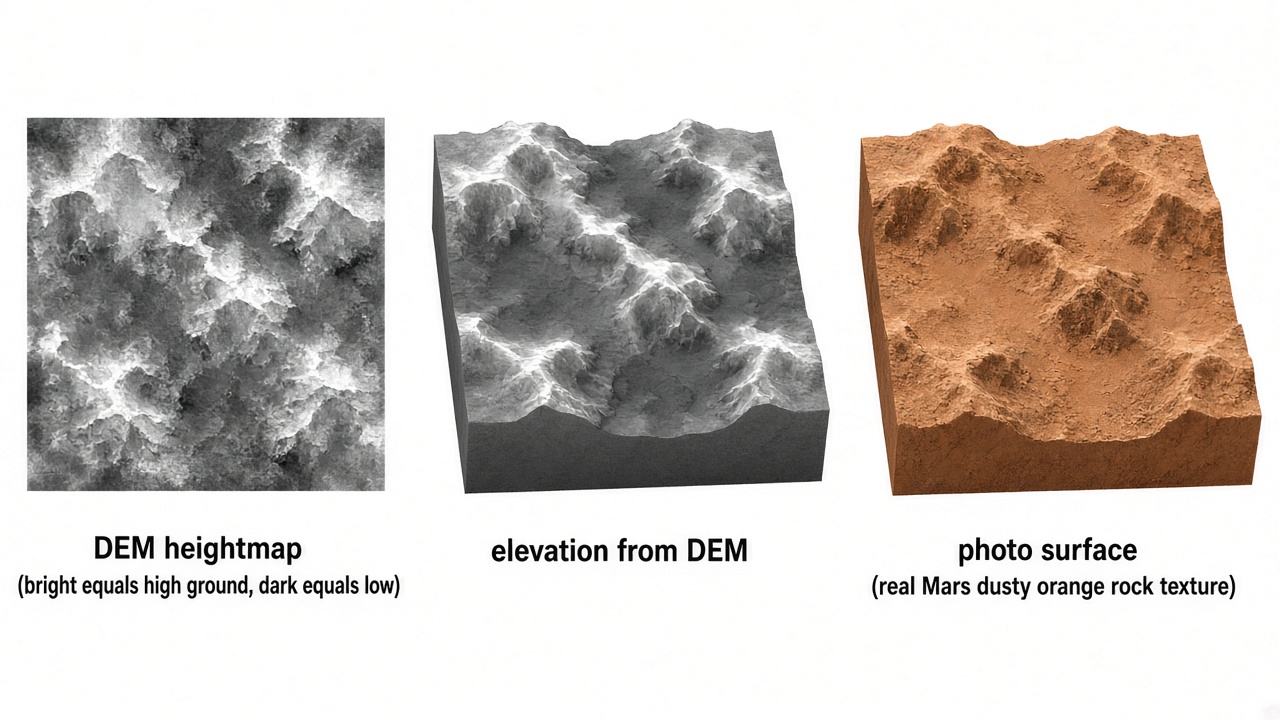 DEM heightmap
(bright equals high ground, dark equals low)
elevation from DEM
photo surface
(real Mars dusty orange rock texture)